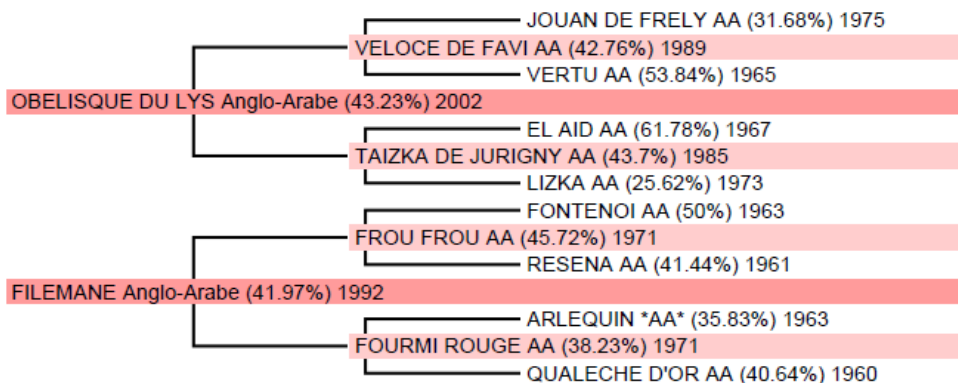 JOUAN DE FRELY AA (31.68%) 1975
VELOCE DE FAVI AA (42.76%) 1989
VERTU AA (53.84%) 1965
OBELISQUE DU LYS Anglo-Arabe (43.23%) 2002
EL AID AA (61.78%) 1967
TAIZKA DE JURIGNY AA (43.7%) 1985
LIZKA AA (25.62%) 1973
FONTENOI AA (50%) 1963
FROU FROU AA (45.72%) 1971
RESENA AA (41.44%) 1961
FILEMANE Anglo-Arabe (41.97%) 1992
ARLEQUIN *AA* (35.83%) 1963
FOURMI ROUGE AA (38.23%) 1971
QUALECHE D'OR AA (40.64%) 1960